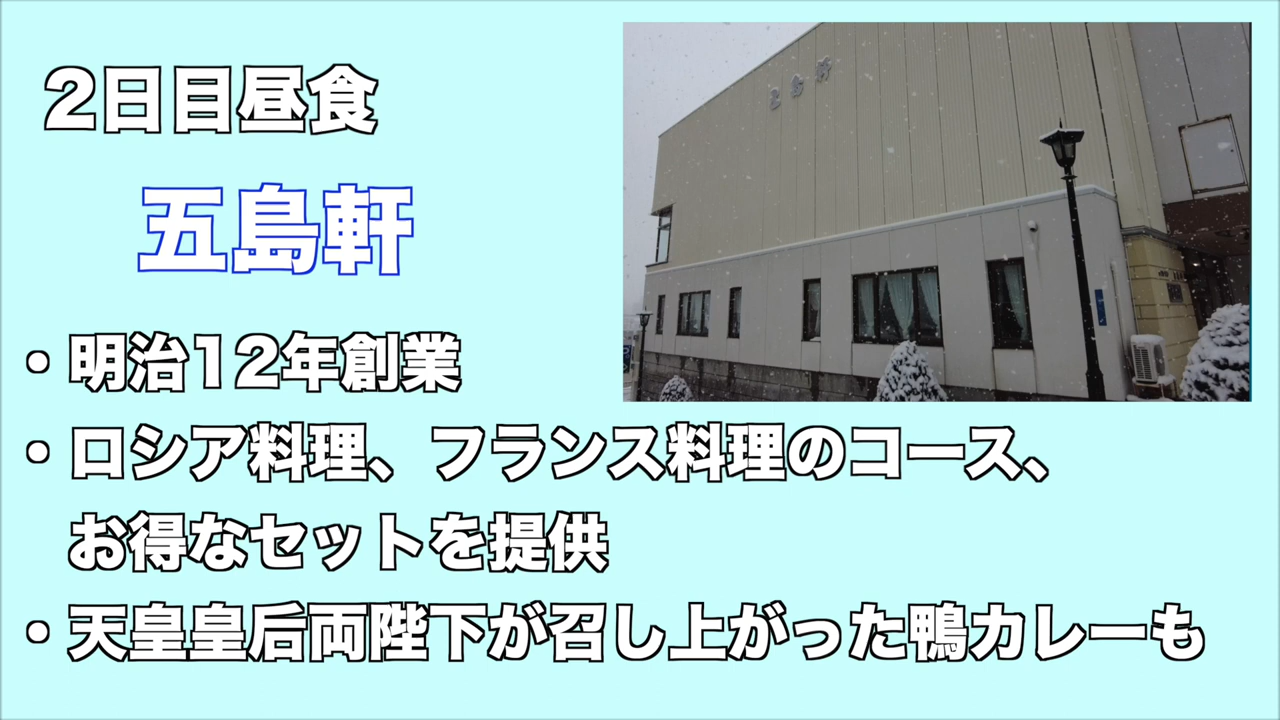 2日目昼食
五島軒
五島軒
・明治12年創業
・ロシア料理、フランス料理のコース、
お得なセットを提供
・天皇皇后両陛下が召し上がった鴨カレーも